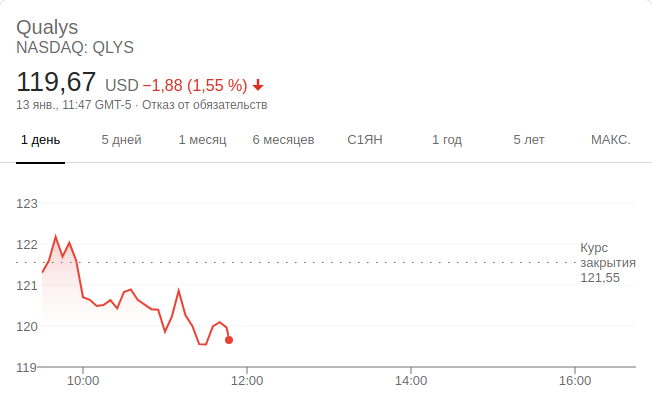 Qualys
NASDAQ: QLYS
119,67 USD −1,88 (1,55 %)
13 янв., 11:47 GMT-5 · Отказ от обязательств
1 день 5 дней 1 месяц 6 месяцев С1ЯН 1 год 5 лет МАКС.
123
122
Курс
закрытия
121,55
121
120
119
10:00 12:00 14:00 16:00